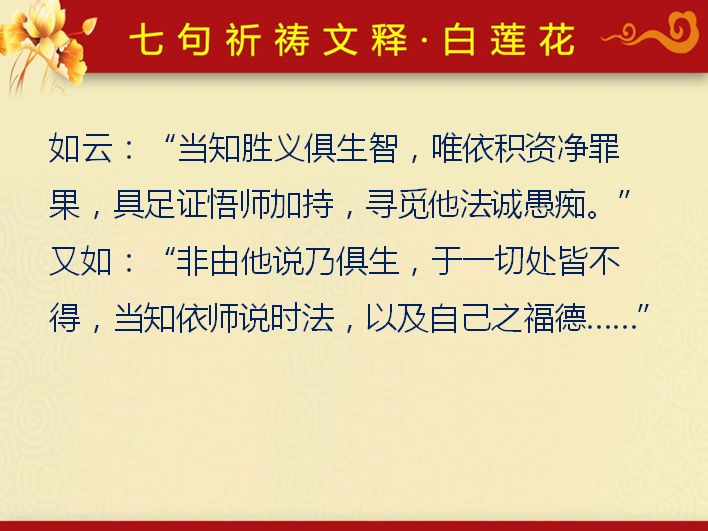 七句祈祷文释·白莲花
如云：“当知胜义俱生智，唯依积资净罪
果，具足证悟师加持，寻觅他法诚愚痴。”
又如：“非由他说乃俱生，于一切处皆不
得，当知依师说时法，以及自己之福德……”